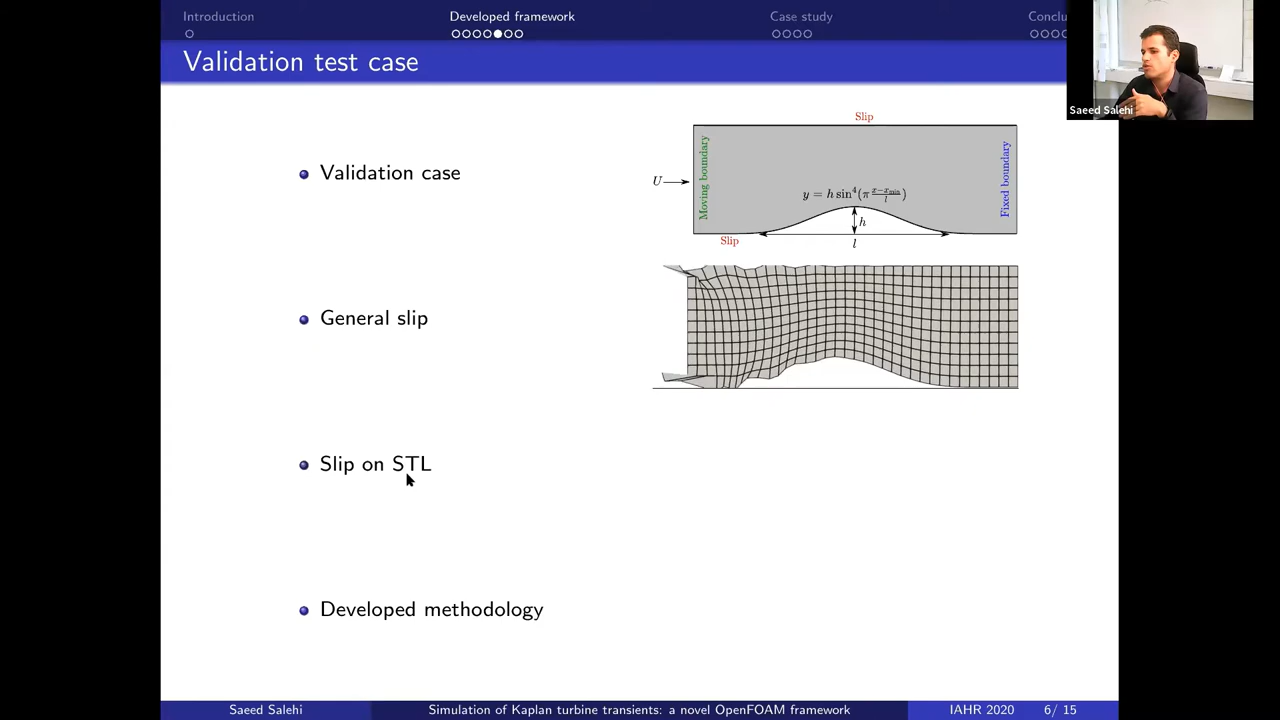 Introduction
Developed framework
Case study
Conclu
Validation test case
Saeed Salehi
Validation case
General slip
Slip on STL
Developed methodology
Slip
Moving boundary
U
y = h sin⁴(π (x−x_min)/l)
h
Fixed boundary
Slip
l
Saeed Salehi
Simulation of Kaplan turbine transients: a novel OpenFOAM framework
IAHR 2020
6/ 15